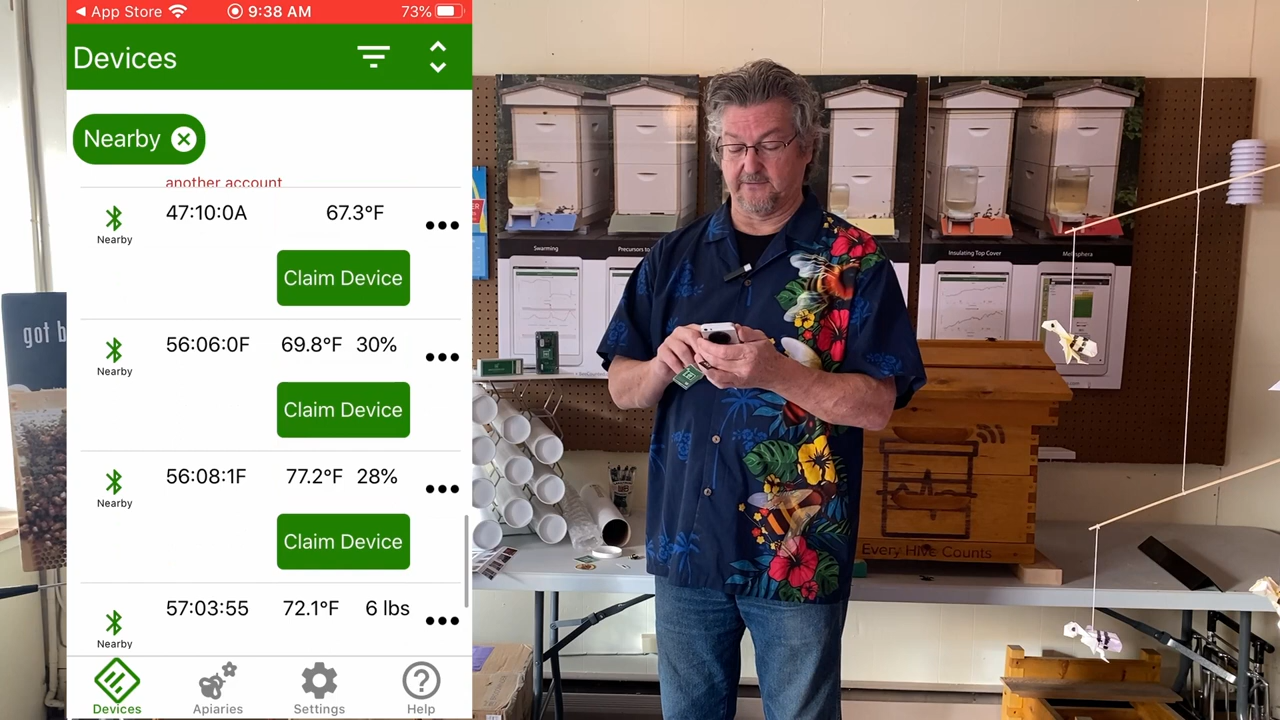 App Store
9:38 AM
73%
Devices
Nearby
another account
47:10:0A
67.3°F
Nearby
Claim Device
56:06:0F
69.8°F
30%
Nearby
Claim Device
56:08:1F
77.2°F
28%
Nearby
Claim Device
57:03:55
72.1°F
6 lbs
Nearby
Devices
Apiaries
Settings
Help
got b
Swarming
Precursors to
Insulating Top Cover
Every Hive Counts